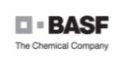 BASF
The Chemical Company